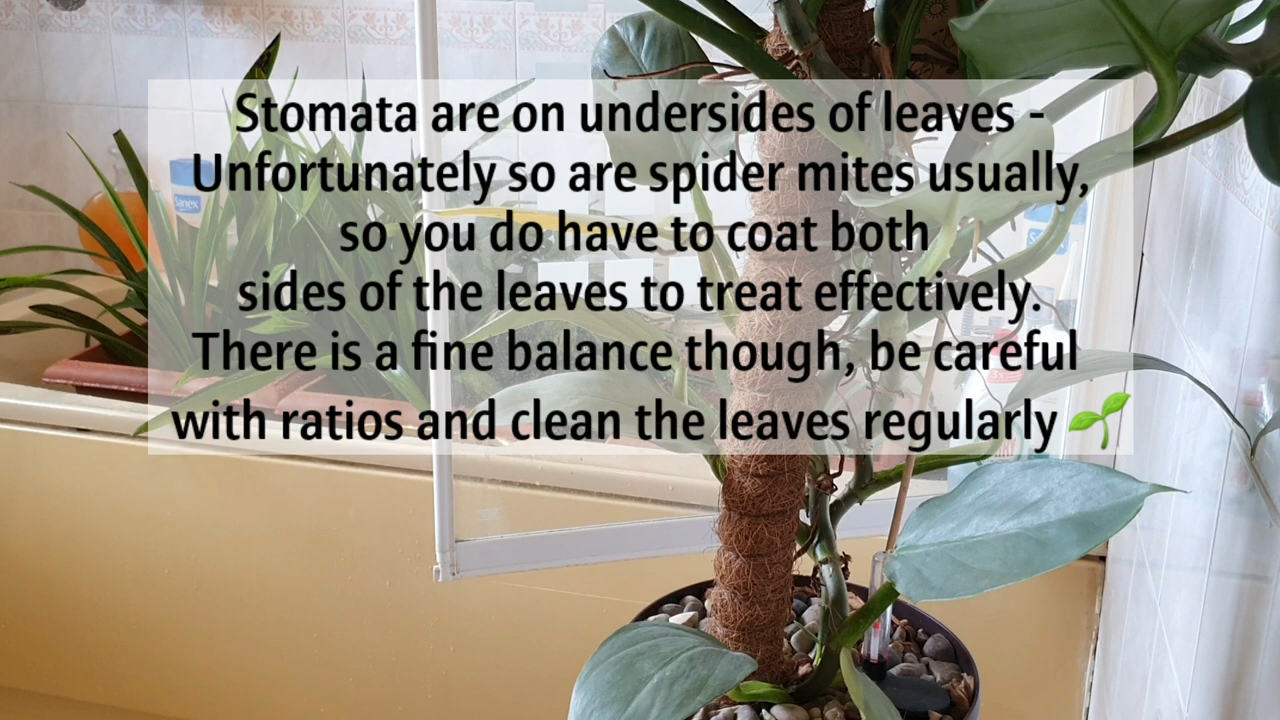 Stomata are on undersides of leaves -
Unfortunately so are spider mites usually,
so you do have to coat both
sides of the leaves to treat effectively.
There is a fine balance though, be careful
with ratios and clean the leaves regularly 🌱
Sanex